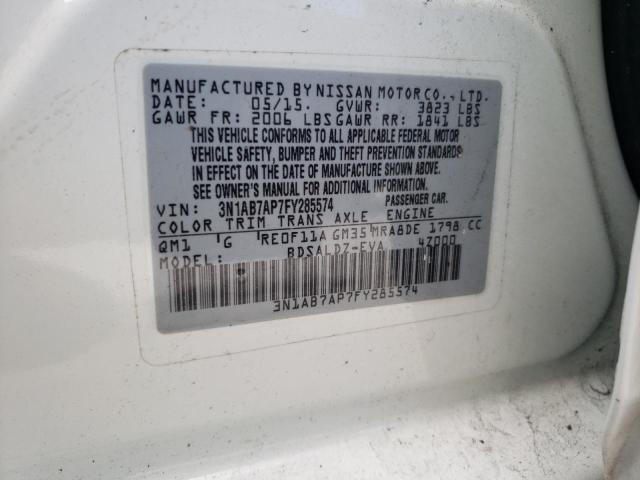 MANUFACTURED BY NISSAN MOTOR CO., LTD.
DATE: 05/15. GVWR: 3823 LBS
GAWR FR: 2006 LBS GAWR RR: 1841 LBS
THIS VEHICLE CONFORMS TO ALL APPLICABLE FEDERAL MOTOR
VEHICLE SAFETY, BUMPER AND THEFT PREVENTION STANDARDS
IN EFFECT ON THE DATE OF MANUFACTURE SHOWN ABOVE.
SEE OWNER'S MANUAL FOR ADDITIONAL INFORMATION.
VIN: 3N1AB7AP7FY285574 PASSENGER CAR.
COLOR TRIM TRANS AXLE ENGINE
QM1 G RE0F11A GM35 MRA8DE 1798 CC
MODEL: BDSALDZ-EVA 4Z000
3N1AB7AP7FY285574